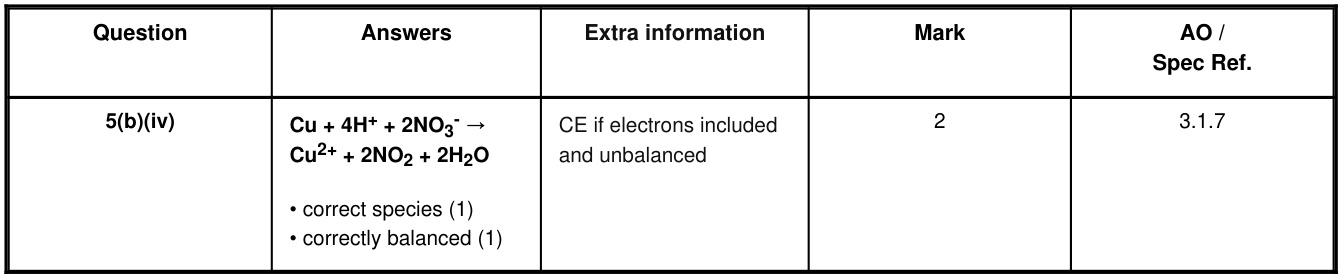 Question Answers Extra information Mark AO /
Spec Ref.
5(b)(iv) Cu + 4H⁺ + 2NO₃⁻ → CE if electrons included 2 3.1.7
Cu²⁺ + 2NO₂ + 2H₂O and unbalanced
• correct species (1)
• correctly balanced (1)